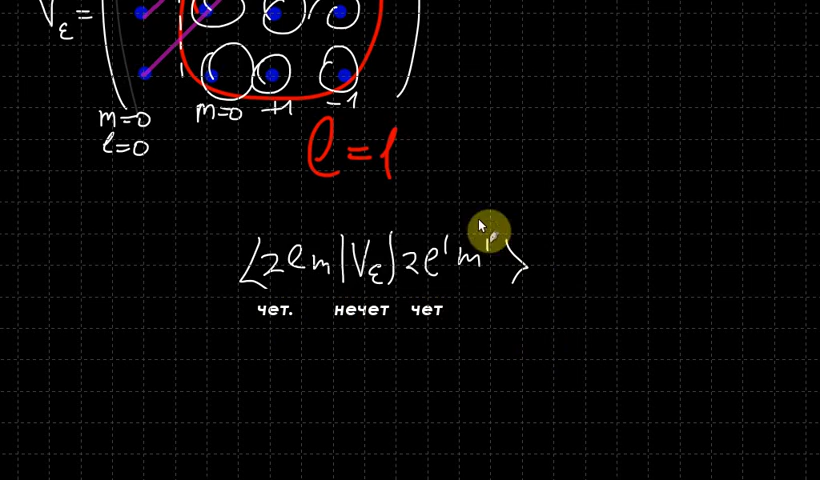 V_ε =
m=0 m=0 +1 -1
l=0
l=1
⟨2lm|V_ε|2l'm'⟩
чет. нечет чет